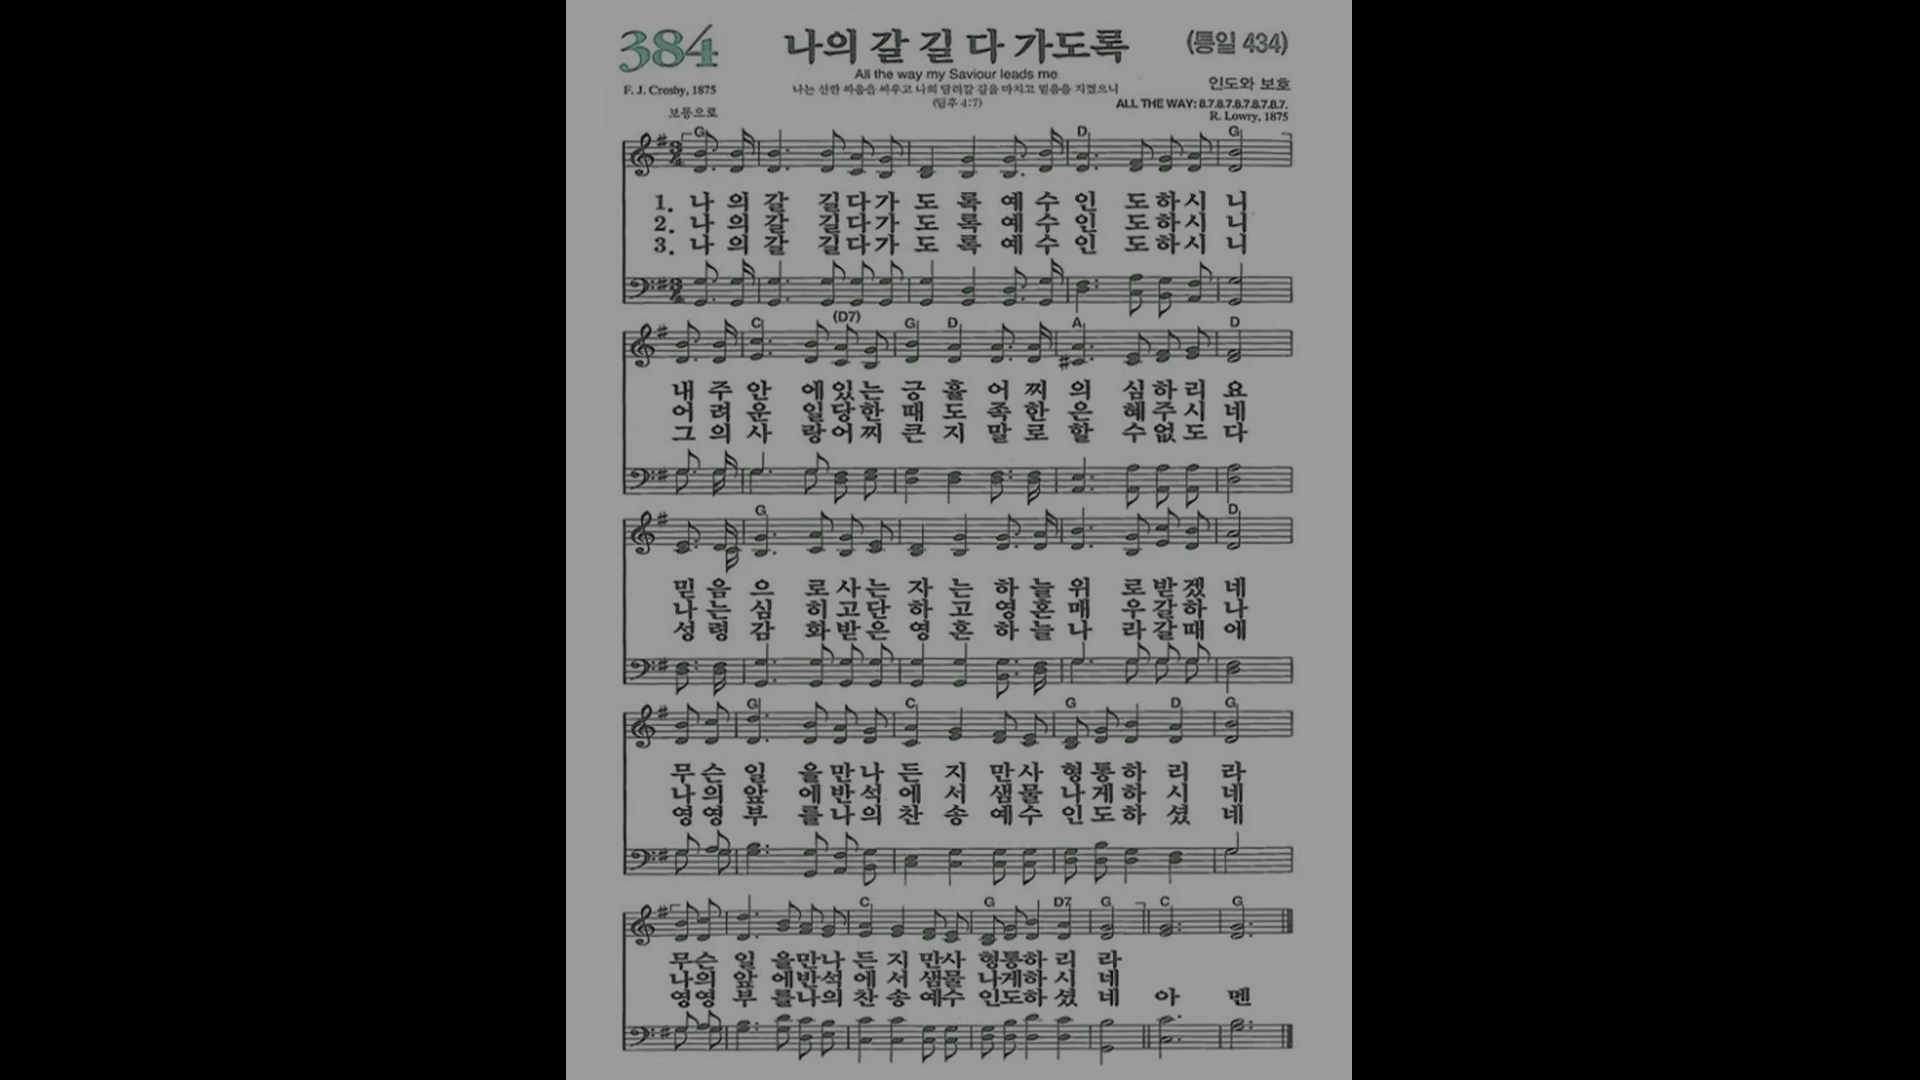 384
나의 갈 길 다 가도록
(통일 434)
All the way my Saviour leads me
인도와 보호
F. J. Crosby, 1875
나는 선한 싸움을 싸우고 나의 달려갈 길을 마치고 믿음을 지켰으니
(딤후 4:7)
ALL THE WAY: 8.7.8.7.8.7.8.7.8.7.
R. Lowry, 1875
보통으로
G D G
1. 나 의 갈 길 다 가 도 록 예 수 인 도 하 시 니
2. 나 의 갈 길 다 가 도 록 예 수 인 도 하 시 니
3. 나 의 갈 길 다 가 도 록 예 수 인 도 하 시 니
C (D7) G D A D
내 주 안 에 있 는 긍 휼 어 찌 의 심 하 리 요
어 려 운 일 당 한 때 도 족 한 은 혜 주 시 네
그 의 사 랑 어 찌 큰 지 말 로 할 수 없 도 다
G D
믿 음 으 로 사 는 자 는 하 늘 위 로 받 겠 네
나 는 심 히 고 단 하 고 영 혼 매 우 갈 하 나
성 령 감 화 받 은 영 혼 하 늘 나 라 갈 때 에
G C G D G
무 슨 일 을 만 나 든 지 만 사 형 통 하 리 라
나 의 앞 에 반 석 에 서 샘 물 나 게 하 시 네
영 영 부 를 나 의 찬 송 예 수 인 도 하 셨 네
C G D7 G C G
무 슨 일 을 만 나 든 지 만 사 형 통 하 리 라
나 의 앞 에 반 석 에 서 샘 물 나 게 하 시 네
영 영 부 를 나 의 찬 송 예 수 인 도 하 셨 네 아 멘